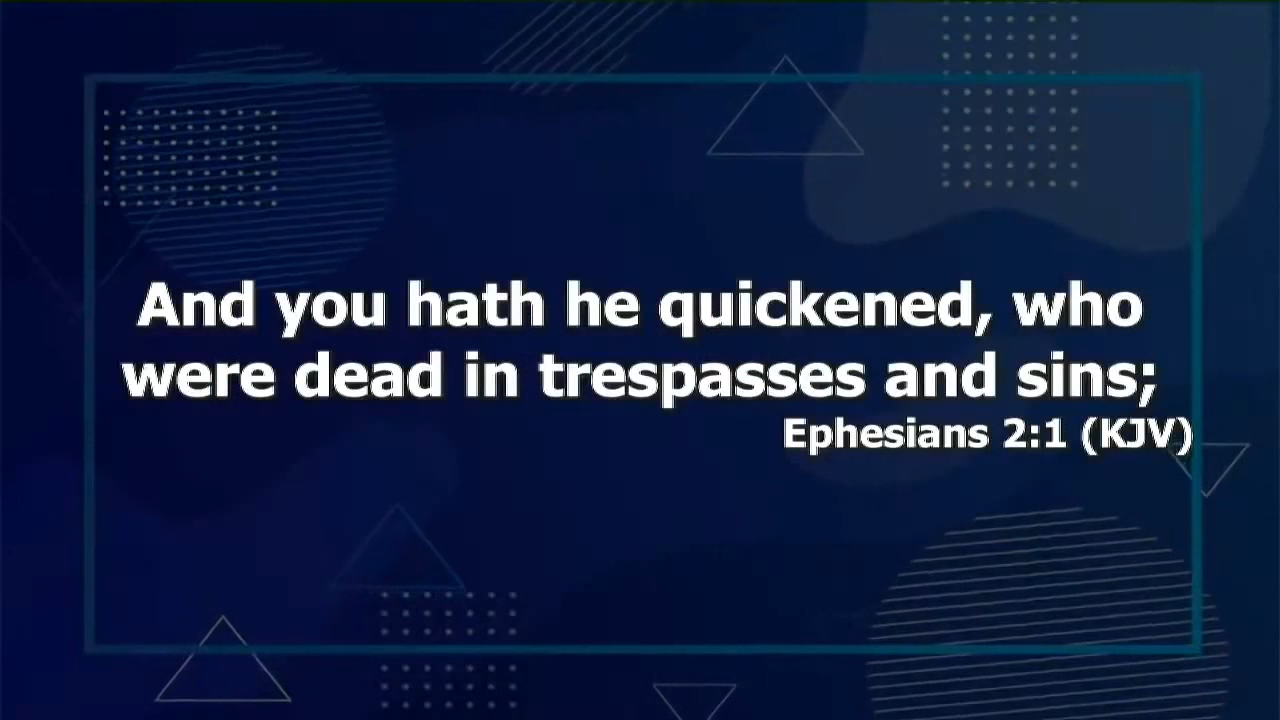 And you hath he quickened, who
were dead in trespasses and sins;
Ephesians 2:1 (KJV)